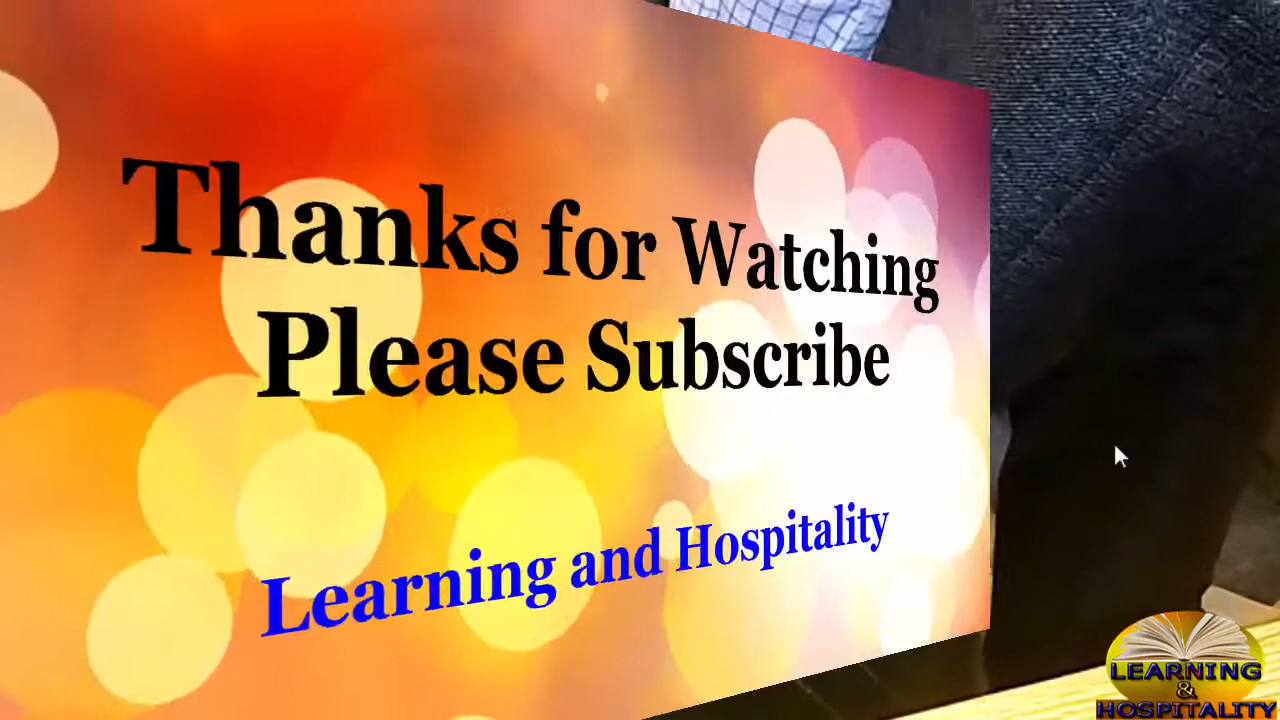 Thanks for Watching
Please Subscribe
Learning and Hospitality
LEARNING
&
HOSPITALITY